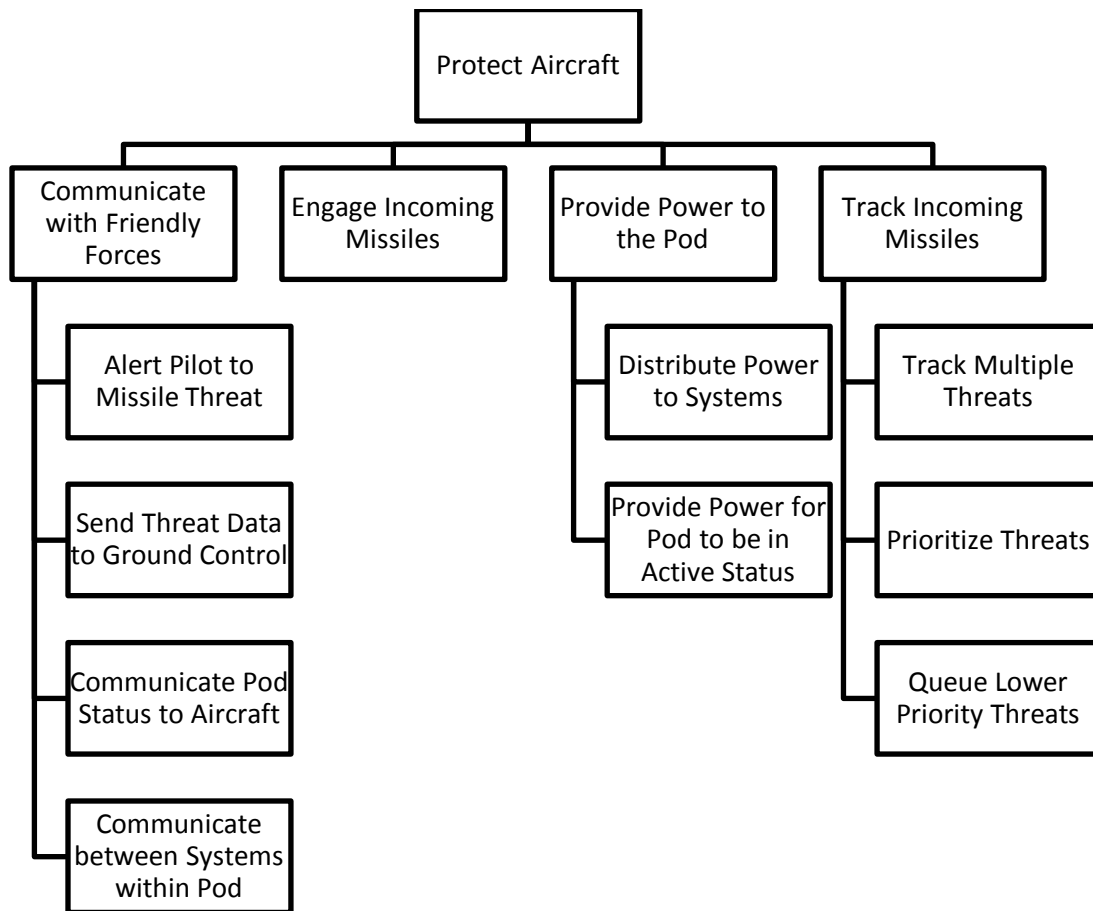 Protect Aircraft
Communicate
with Friendly
Forces
Engage Incoming
Missiles
Provide Power to
the Pod
Track Incoming
Missiles
Alert Pilot to
Missile Threat
Send Threat Data
to Ground Control
Communicate Pod
Status to Aircraft
Communicate
between Systems
within Pod
Distribute Power
to Systems
Provide Power for
Pod to be in
Active Status
Track Multiple
Threats
Prioritize Threats
Queue Lower
Priority Threats